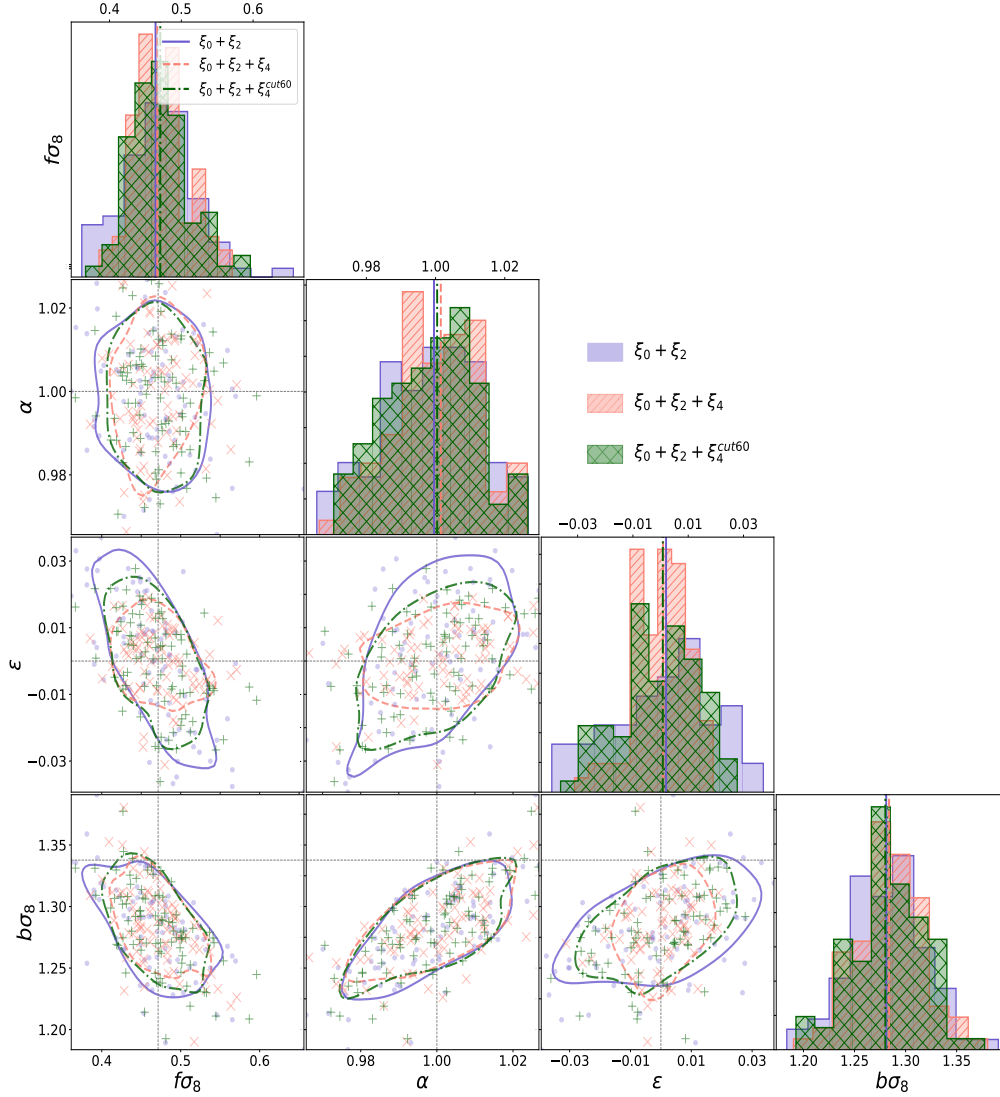 0.4 0.5 0.6
fσ₈
ξ₀ + ξ₂
ξ₀ + ξ₂ + ξ₄
ξ₀ + ξ₂ + ξ₄^{cut60}
0.98 1.00 1.02
α
1.02
1.00
0.98
ξ₀ + ξ₂
ξ₀ + ξ₂ + ξ₄
ξ₀ + ξ₂ + ξ₄^{cut60}
−0.03 −0.01 0.01 0.03
ε
0.03
0.01
−0.01
−0.03
bσ₈
1.35
1.30
1.25
1.20
0.4 0.5 0.6
0.98 1.00 1.02
−0.03 −0.01 0.01 0.03
1.20 1.25 1.30 1.35
fσ₈ α ε bσ₈